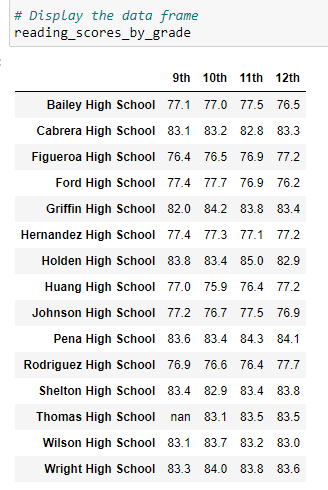 # Display the data frame
reading_scores_by_grade
9th 10th 11th 12th
Bailey High School 77.1 77.0 77.5 76.5
Cabrera High School 83.1 83.2 82.8 83.3
Figueroa High School 76.4 76.5 76.9 77.2
Ford High School 77.4 77.7 76.9 76.2
Griffin High School 82.0 84.2 83.8 83.4
Hernandez High School 77.4 77.3 77.1 77.2
Holden High School 83.8 83.4 85.0 82.9
Huang High School 77.0 75.9 76.4 77.2
Johnson High School 77.2 76.7 77.5 76.9
Pena High School 83.6 83.4 84.3 84.1
Rodriguez High School 76.9 76.6 76.4 77.7
Shelton High School 83.4 82.9 83.4 83.8
Thomas High School nan 83.1 83.5 83.5
Wilson High School 83.1 83.7 83.2 83.0
Wright High School 83.3 84.0 83.8 83.6